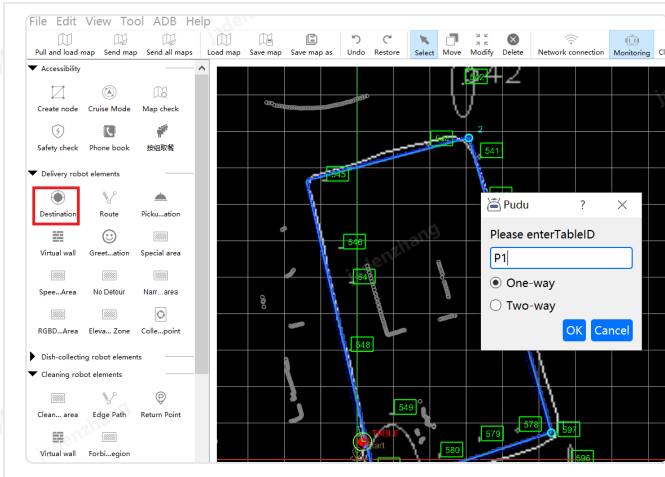 File Edit View Tool ADB Help
Pull and load map Send map Send all maps Load map Save map Save map as Undo Restore Select Move Modify Delete Network connection Monitoring Cl
Accessibility
Create node Cruise Mode Map check
Safety check Phone book 按组取餐
Delivery robot elements
Destination Route Picku...ation
Virtual wall Greet...ation Special area
Spee...Area No Detour Narr...area
RGBD...Area Eleva... Zone Colle...point
Dish-collecting robot elements
Cleaning robot elements
Clean... area Edge Path Return Point
Virtual wall Forbi...egion
542
2
541
545
546
547
548
549
TABLE
579
578
597
580
596
Pudu ? ×
Please enterTableID
P1
One-way
Two-way
OK Cancel
jadenzhang